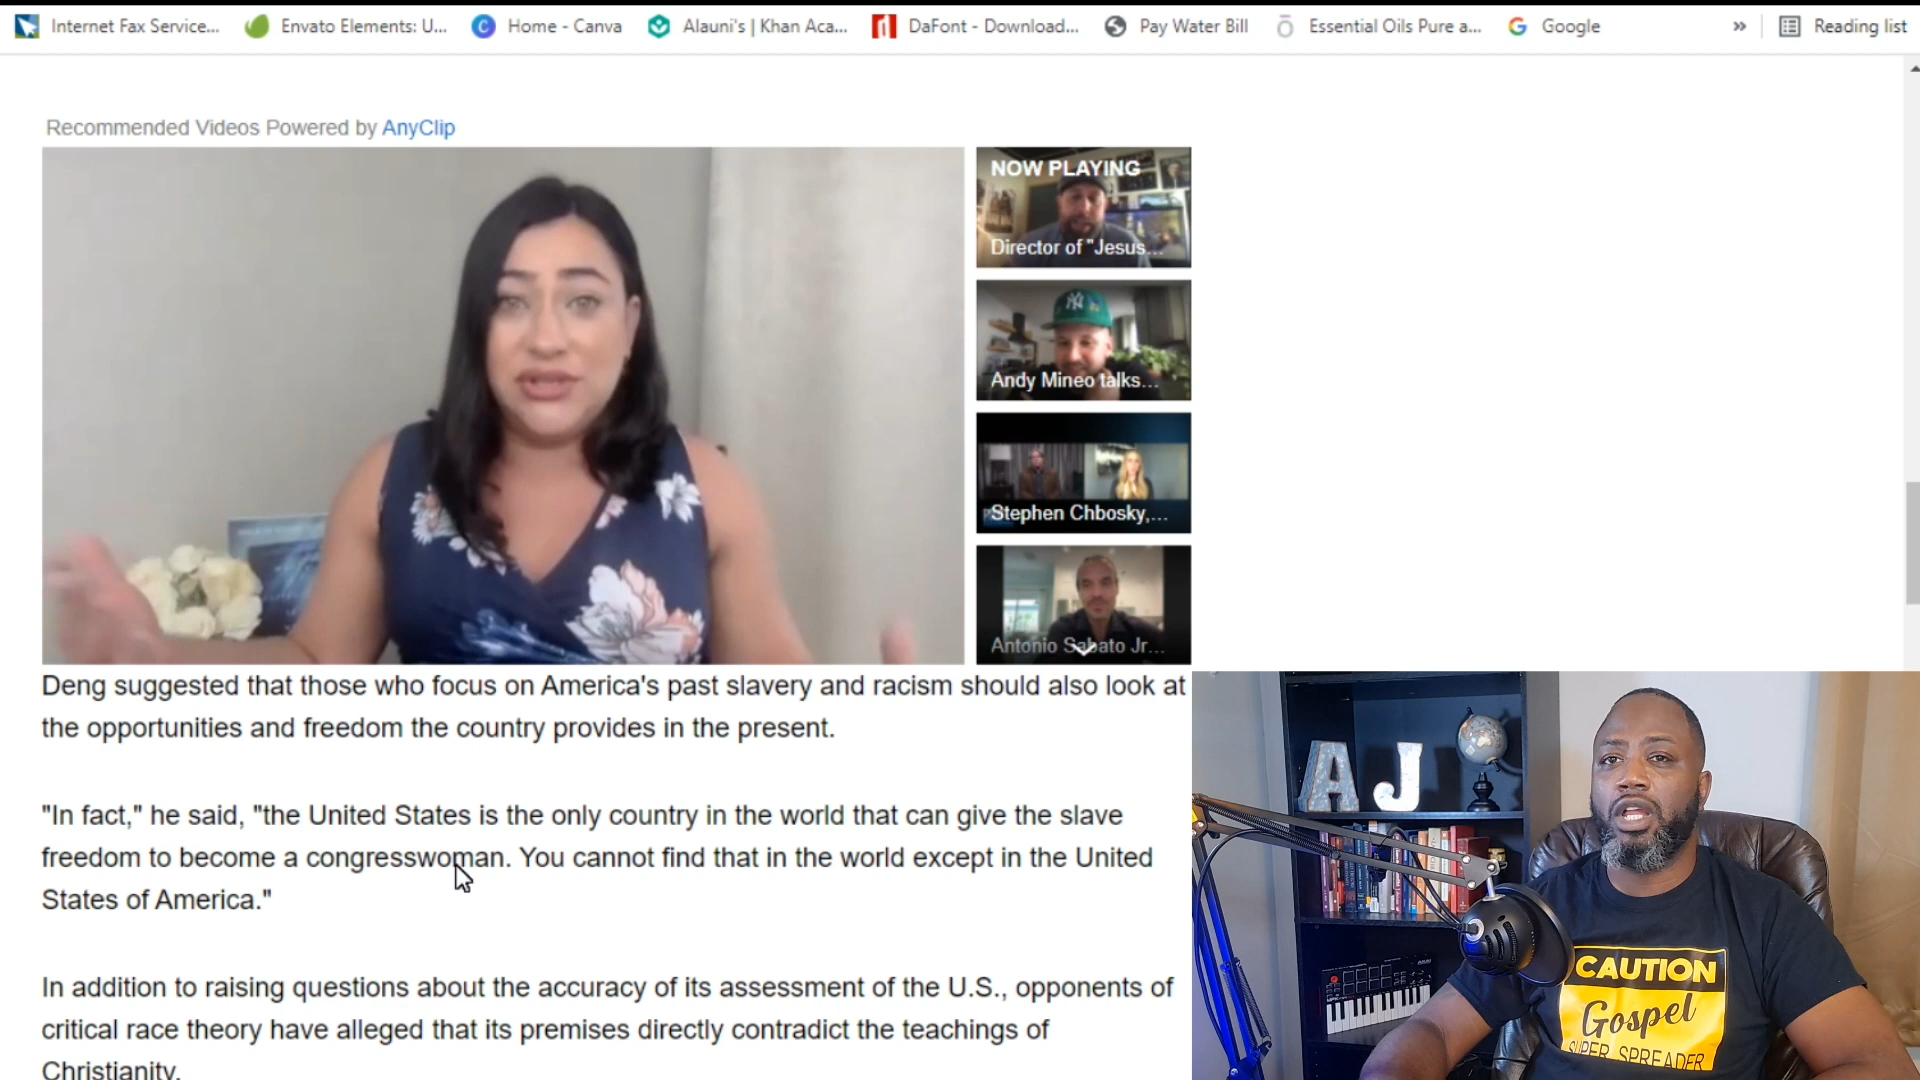 Internet Fax Service... Envato Elements: U... Home - Canva Alauni's | Khan Aca... DaFont - Download... Pay Water Bill Essential Oils Pure a... Google » Reading list
Recommended Videos Powered by AnyClip
NOW PLAYING
Director of "Jesus...
Andy Mineo talks...
Stephen Chbosky,...
Antonio Sabato Jr...
Deng suggested that those who focus on America's past slavery and racism should also look at
the opportunities and freedom the country provides in the present.
"In fact," he said, "the United States is the only country in the world that can give the slave
freedom to become a congresswoman. You cannot find that in the world except in the United
States of America."
In addition to raising questions about the accuracy of its assessment of the U.S., opponents of
critical race theory have alleged that its premises directly contradict the teachings of
Christianity.
AJ
CAUTION
Gospel
SUPER SPREADER